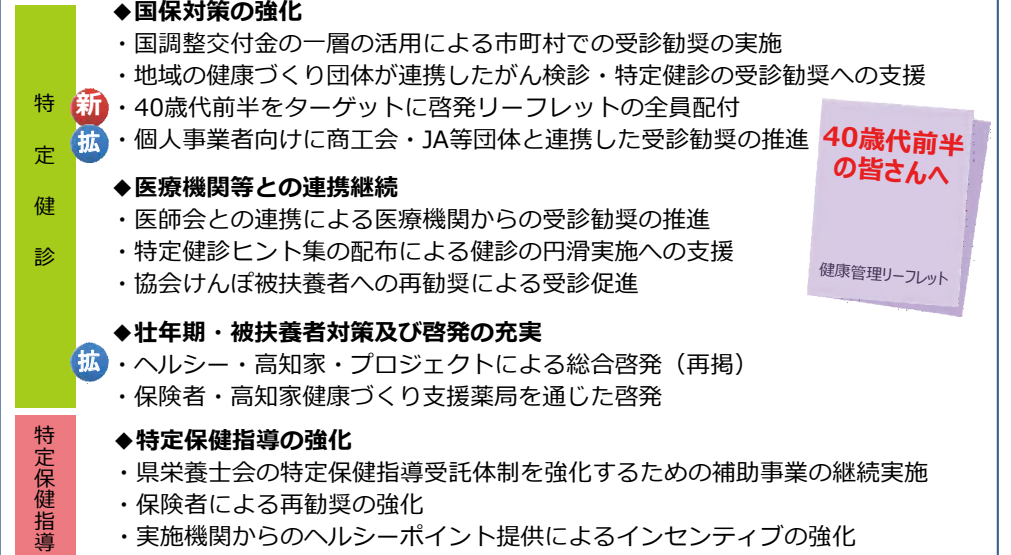 特定健診
◆国保対策の強化
・国調整交付金の一層の活用による市町村での受診勧奨の実施
・地域の健康づくり団体が連携したがん検診・特定健診の受診勧奨への支援
新 ・40歳代前半をターゲットに啓発リーフレットの全員配付
拡 ・個人事業者向けに商工会・JA等団体と連携した受診勧奨の推進
40歳代前半
の皆さんへ
健康管理リーフレット
◆医療機関等との連携継続
・医師会との連携による医療機関からの受診勧奨の推進
・特定健診ヒント集の配布による健診の円滑実施への支援
・協会けんぽ被扶養者への再勧奨による受診促進
◆壮年期・被扶養者対策及び啓発の充実
拡 ・ヘルシー・高知家・プロジェクトによる総合啓発（再掲）
・保険者・高知家健康づくり支援薬局を通じた啓発
特定保健指導
◆特定保健指導の強化
・県栄養士会の特定保健指導受託体制を強化するための補助事業の継続実施
・保険者による再勧奨の強化
・実施機関からのヘルシーポイント提供によるインセンティブの強化